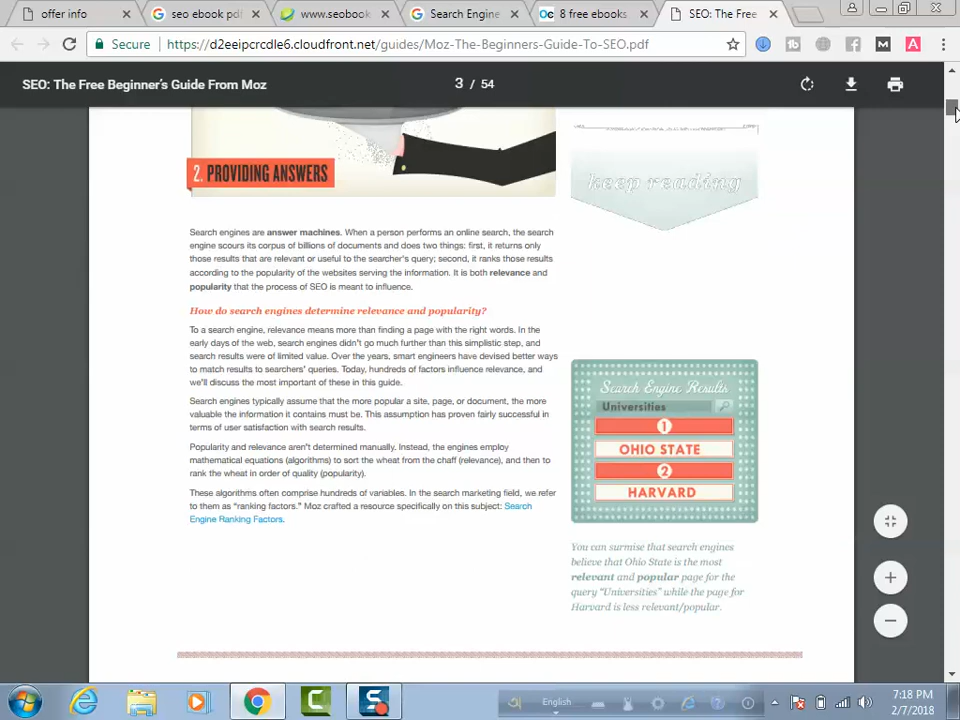 offer info
seo ebook pdf
www.seobook
Search Engine
8 free ebooks
SEO: The Free
Secure
https://d2eeipcrcdle6.cloudfront.net/guides/Moz-The-Beginners-Guide-To-SEO.pdf
SEO: The Free Beginner's Guide From Moz
3 / 54
2. PROVIDING ANSWERS
keep reading
Search engines are answer machines. When a person performs an online search, the search
engine scours its corpus of billions of documents and does two things: first, it returns only
those results that are relevant or useful to the searcher's query; second, it ranks those results
according to the popularity of the websites serving the information. It is both relevance and
popularity that the process of SEO is meant to influence.
How do search engines determine relevance and popularity?
To a search engine, relevance means more than finding a page with the right words. In the
early days of the web, search engines didn't go much further than this simplistic step, and
search results were of limited value. Over the years, smart engineers have devised better ways
to match results to searchers' queries. Today, hundreds of factors influence relevance, and
we'll discuss the most important of these in this guide.
Search engines typically assume that the more popular a site, page, or document, the more
valuable the information it contains must be. This assumption has proven fairly successful in
terms of user satisfaction with search results.
Popularity and relevance aren't determined manually. Instead, the engines employ
mathematical equations (algorithms) to sort the wheat from the chaff (relevance), and then to
rank the wheat in order of quality (popularity).
These algorithms often comprise hundreds of variables. In the search marketing field, we refer
to them as "ranking factors." Moz crafted a resource specifically on this subject: Search
Engine Ranking Factors.
Search Engine Results
Universities
1
OHIO STATE
2
HARVARD
You can surmise that search engines
believe that Ohio State is the most
relevant and popular page for the
query "Universities" while the page for
Harvard is less relevant/popular.
English
7:18 PM
2/7/2018